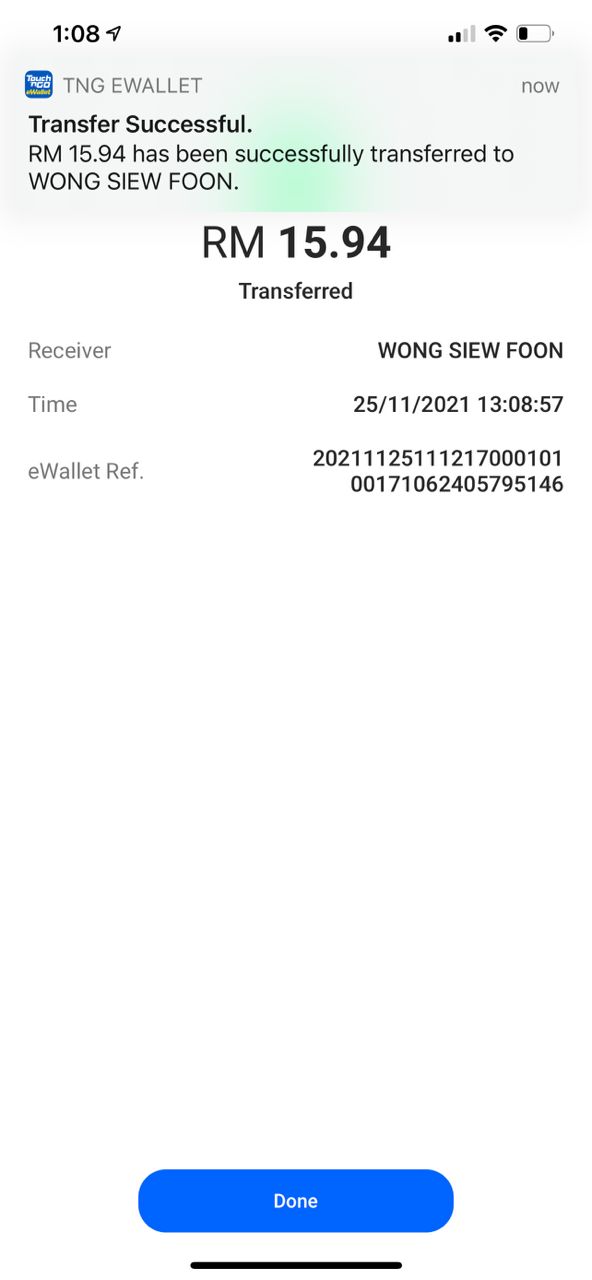 1:08
Touch
'nGO
eWallet
TNG EWALLET
now
Transfer Successful.
RM 15.94 has been successfully transferred to
WONG SIEW FOON.
RM 15.94
Transferred
Receiver
WONG SIEW FOON
Time
25/11/2021 13:08:57
eWallet Ref.
20211125111217000101
00171062405795146
Done